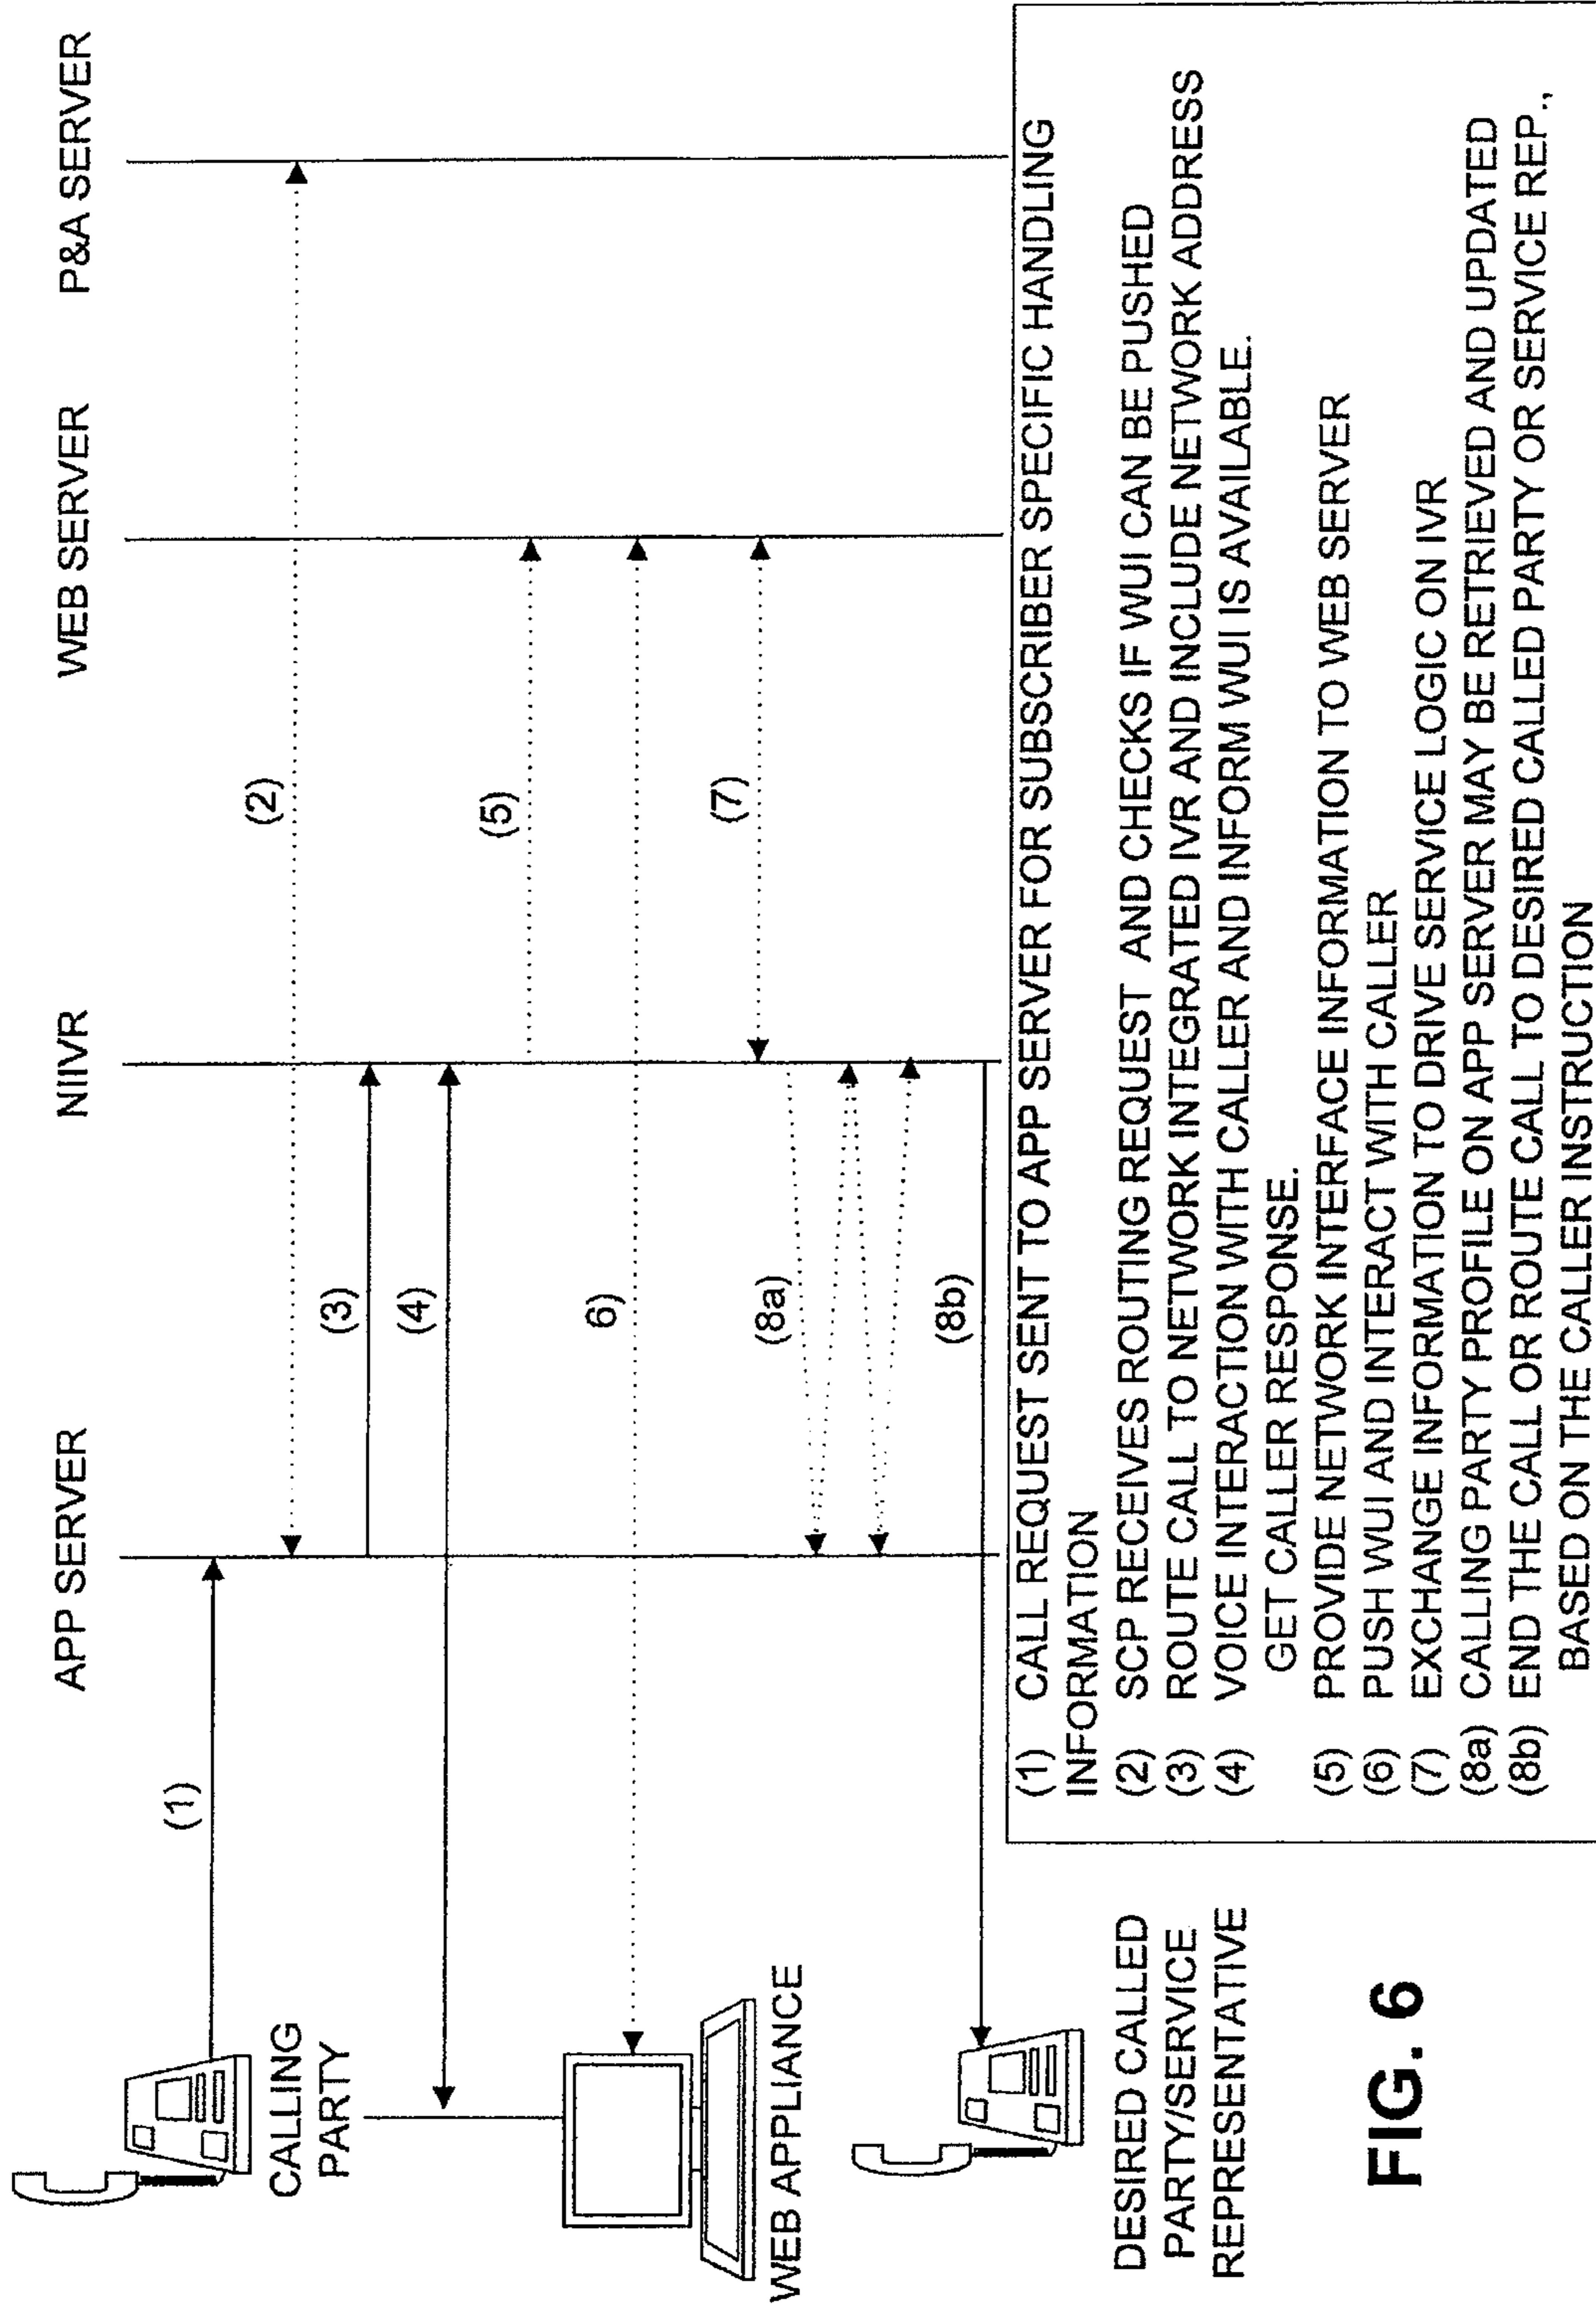 APP SERVER
NIIVR
WEB SERVER
P&A SERVER
CALLING
PARTY
(1)
(2)
(3)
(4)
(5)
6)
(7)
(8a)
(8b)
WEB APPLIANCE
DESIRED CALLED
PARTY/SERVICE
REPRESENTATIVE
(1) CALL REQUEST SENT TO APP SERVER FOR SUBSCRIBER SPECIFIC HANDLING
INFORMATION
(2) SCP RECEIVES ROUTING REQUEST AND CHECKS IF WUI CAN BE PUSHED
(3) ROUTE CALL TO NETWORK INTEGRATED IVR AND INCLUDE NETWORK ADDRESS
(4) VOICE INTERACTION WITH CALLER AND INFORM WUI IS AVAILABLE.
GET CALLER RESPONSE.
(5) PROVIDE NETWORK INTERFACE INFORMATION TO WEB SERVER
(6) PUSH WUI AND INTERACT WITH CALLER
(7) EXCHANGE INFORMATION TO DRIVE SERVICE LOGIC ON IVR
(8a) CALLING PARTY PROFILE ON APP SERVER MAY BE RETRIEVED AND UPDATED
(8b) END THE CALL OR ROUTE CALL TO DESIRED CALLED PARTY OR SERVICE REP.,
BASED ON THE CALLER INSTRUCTION
FIG. 6